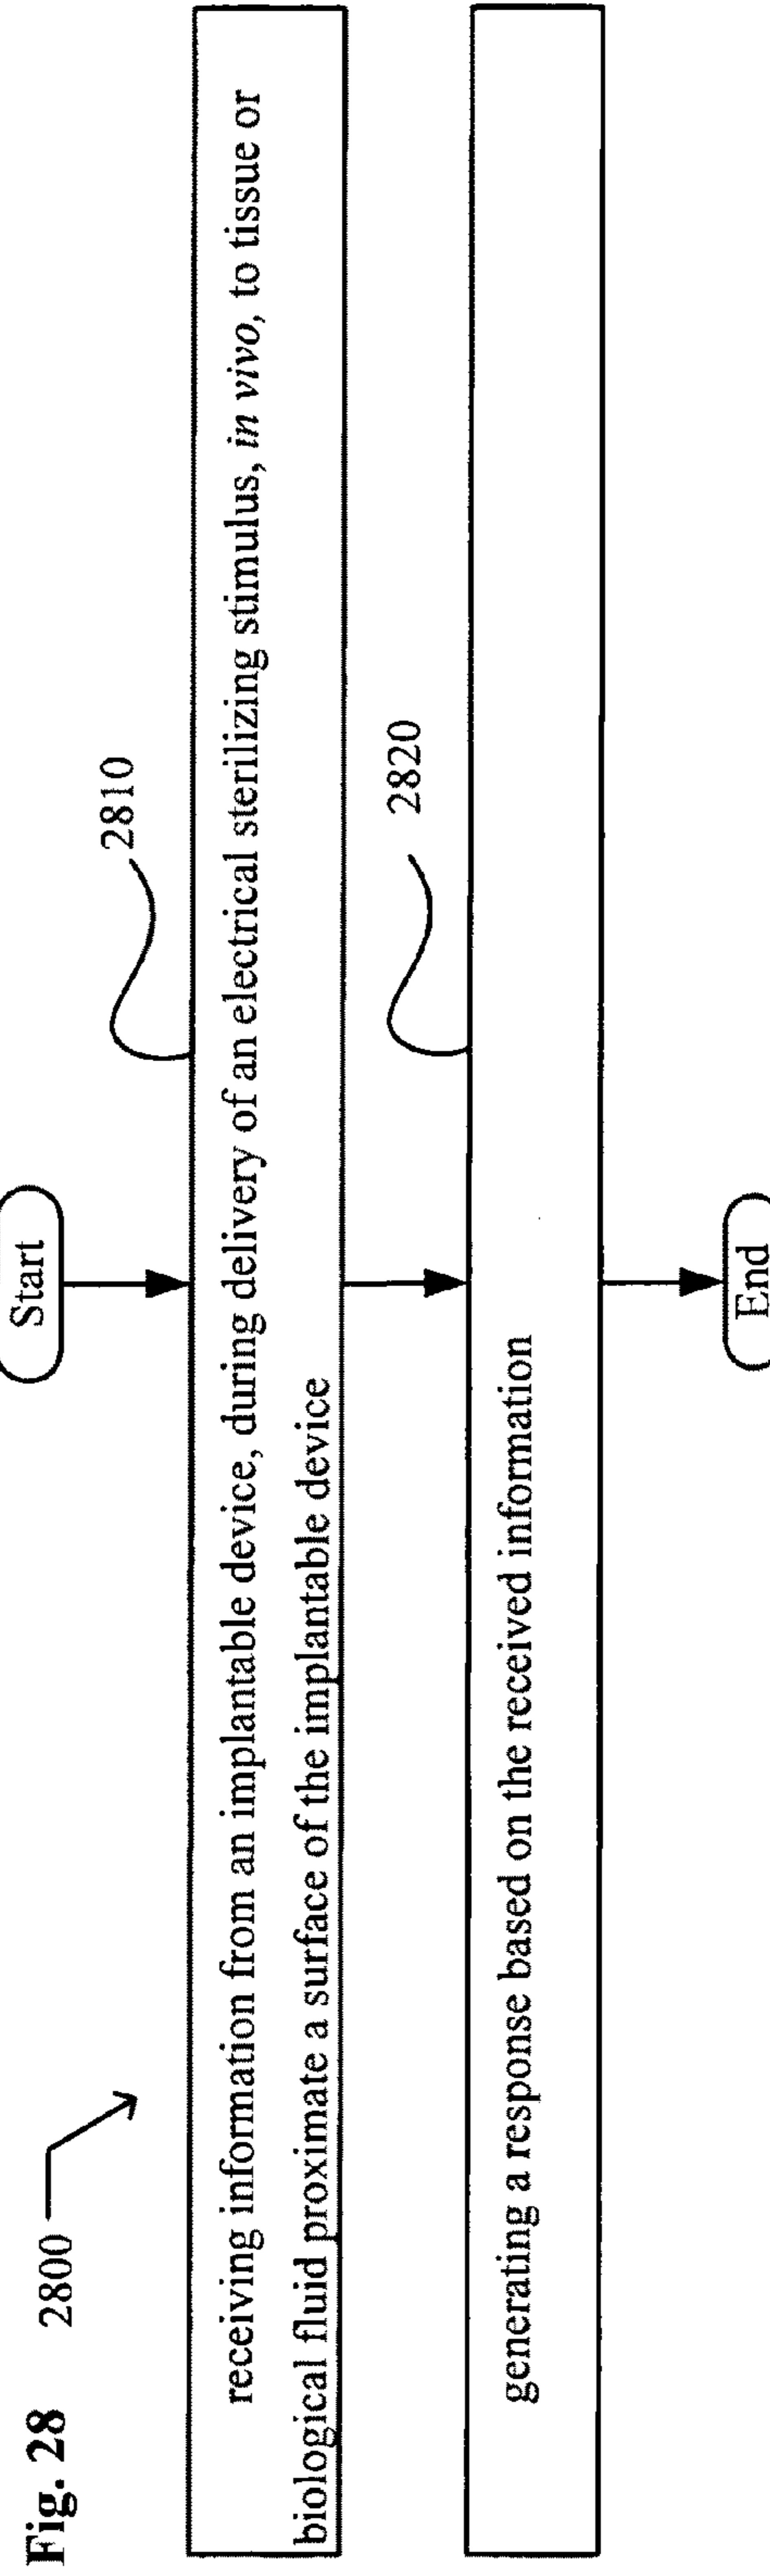 Fig. 28
2800
Start
2810
receiving information from an implantable device, during delivery of an electrical sterilizing stimulus, in vivo, to tissue or
biological fluid proximate a surface of the implantable device
2820
generating a response based on the received information
End